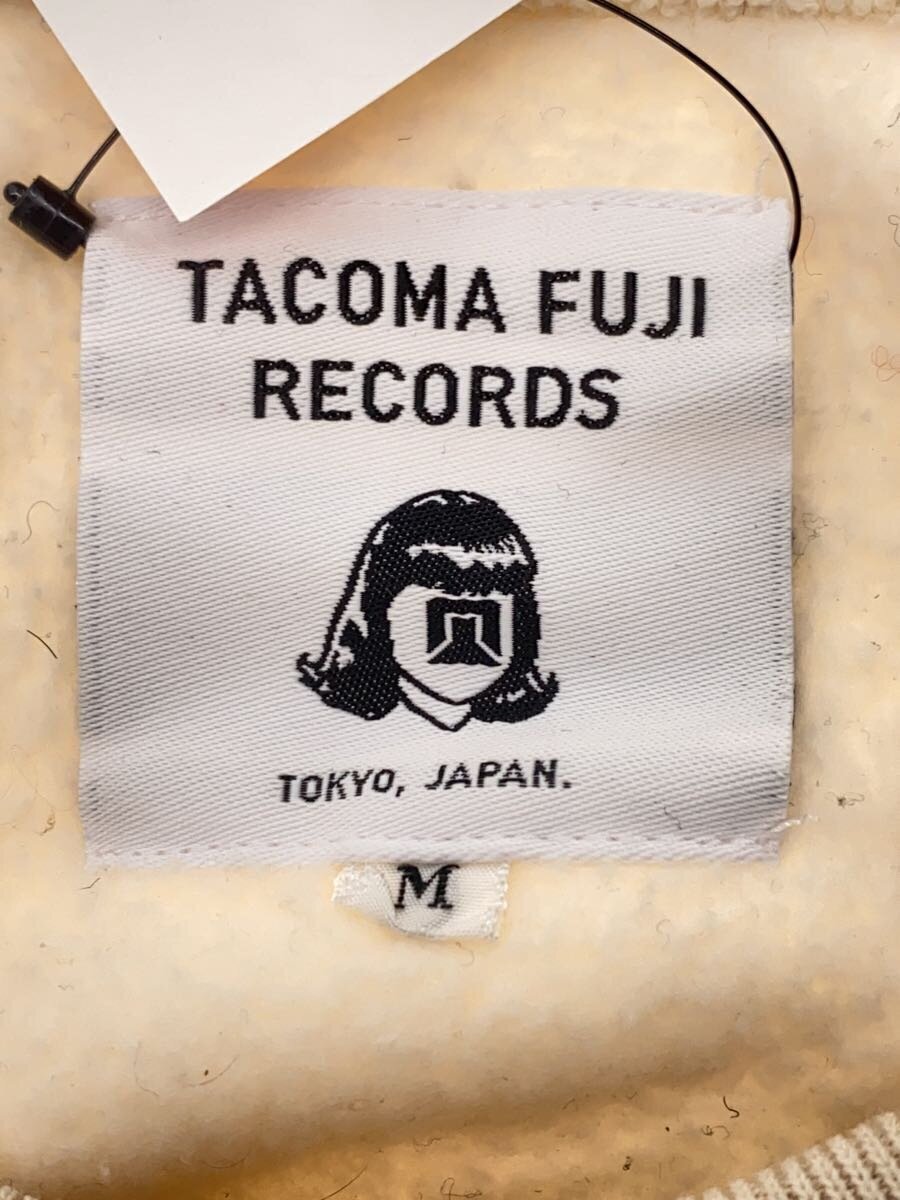 TACOMA FUJI
RECORDS
TOKYO, JAPAN.
M